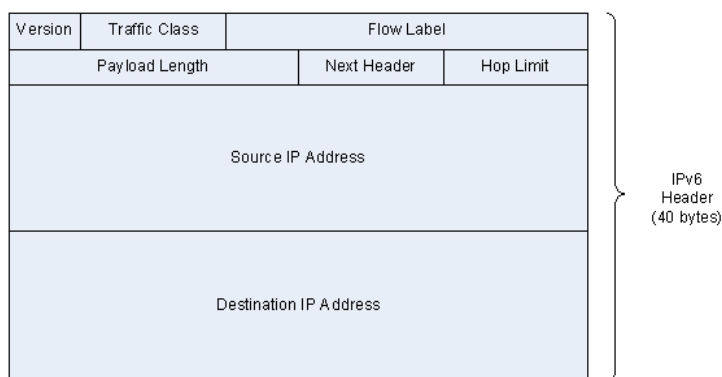 Version Traffic Class Flow Label
Payload Length Next Header Hop Limit
Source IP Address
Destination IP Address
IPv6
Header
(40 bytes)